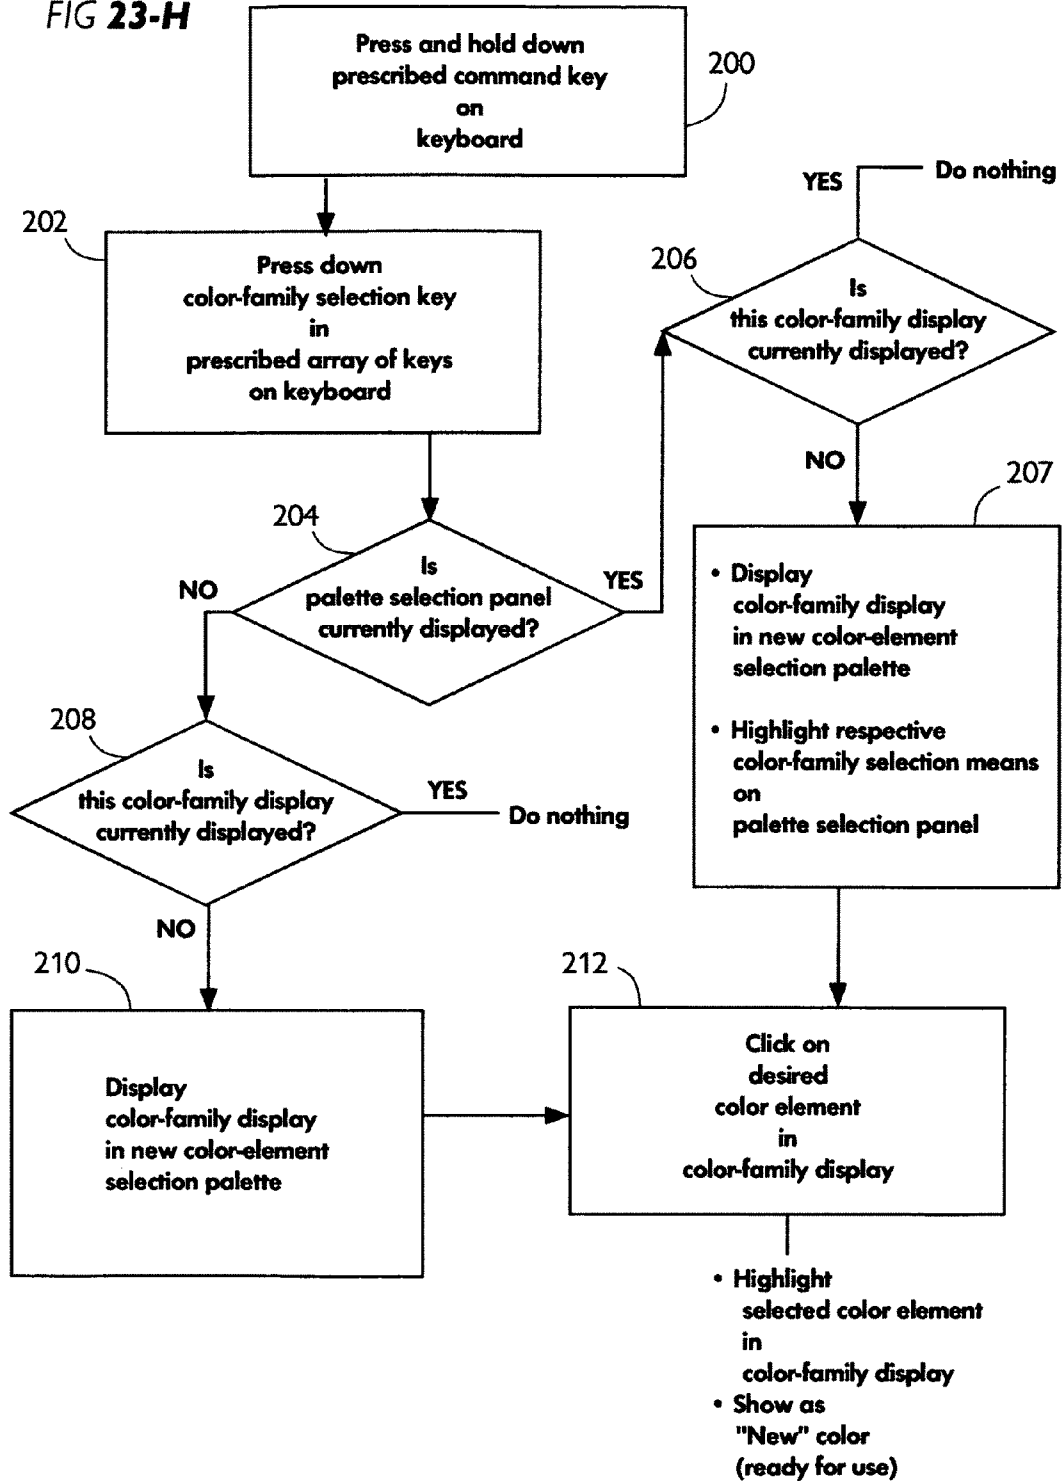 FIG 23-H
Press and hold down
prescribed command key
on
keyboard
200
YES
Do nothing
202
Press down
color-family selection key
in
prescribed array of keys
on keyboard
206
Is
this color-family display
currently displayed?
NO
207
204
Is
palette selection panel
currently displayed?
NO
YES
• Display
color-family display
in new color-element
selection palette
• Highlight respective
color-family selection means
on
palette selection panel
208
Is
this color-family display
currently displayed?
YES
Do nothing
NO
210
Display
color-family display
in new color-element
selection palette
212
Click on
desired
color element
in
color-family display
• Highlight
selected color element
in
color-family display
• Show as
"New" color
(ready for use)